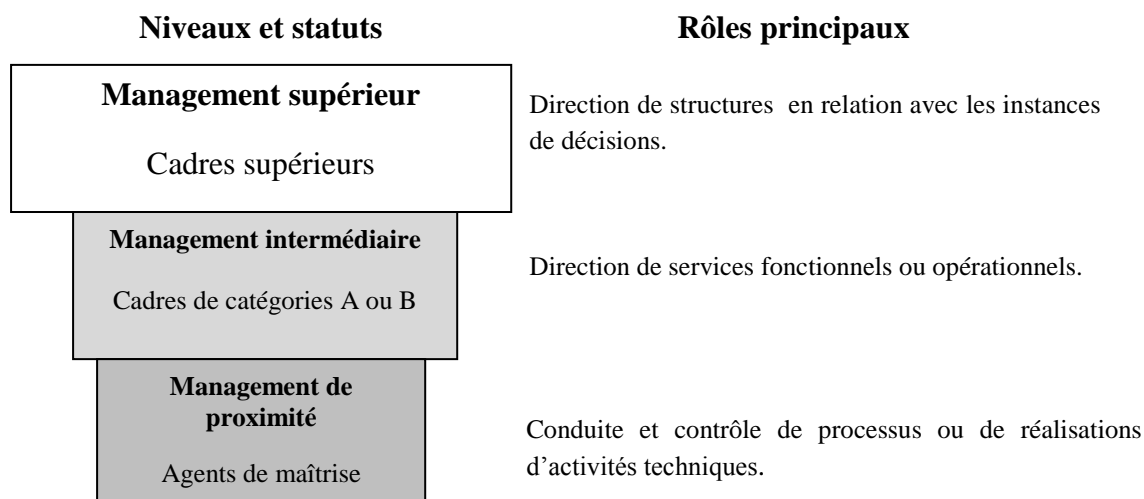 Niveaux et statuts
Rôles principaux
Management supérieur
Cadres supérieurs
Direction de structures en relation avec les instances
de décisions.
Management intermédiaire
Cadres de catégories A ou B
Direction de services fonctionnels ou opérationnels.
Management de
proximité
Agents de maîtrise
Conduite et contrôle de processus ou de réalisations
d’activités techniques.